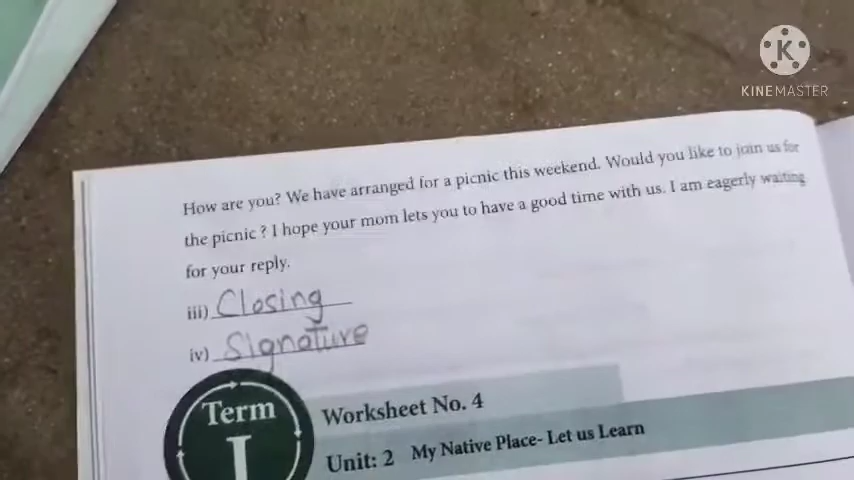 K
KINEMASTER
How are you? We have arranged for a picnic this weekend. Would you like to join us for
the picnic ? I hope your mom lets you to have a good time with us. I am eagerly waiting
for your reply.
iii) Closing
iv) Signature
Term
I
Worksheet No. 4
Unit: 2 My Native Place- Let us Learn